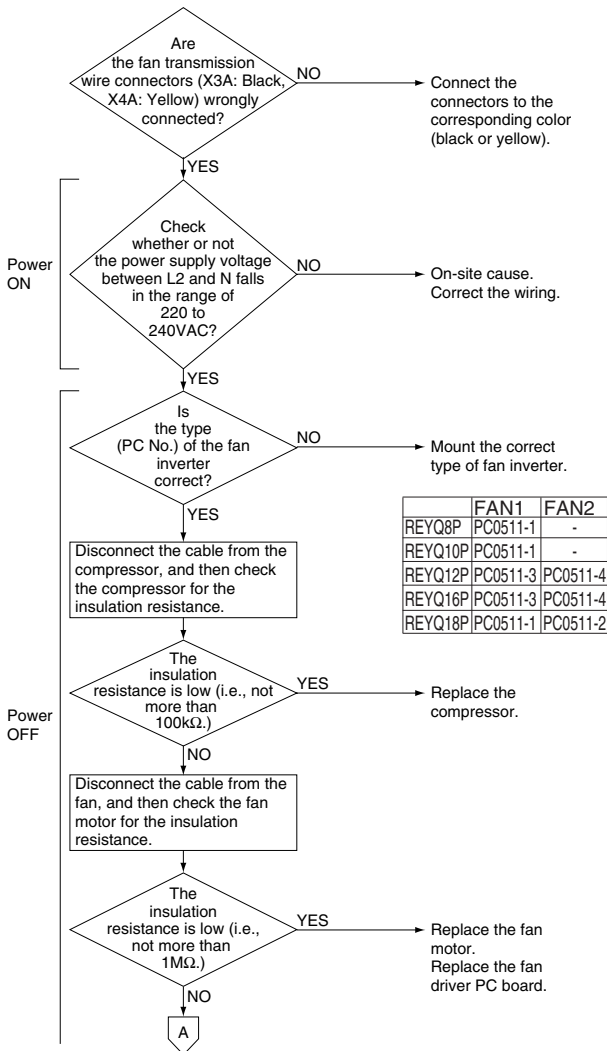 Are
the fan transmission
wire connectors (X3A: Black,
X4A: Yellow) wrongly
connected?
NO
Connect the
connectors to the
corresponding color
(black or yellow).
YES
Power
ON
Check
whether or not
the power supply voltage
between L2 and N falls
in the range of
220 to
240VAC?
NO
On-site cause.
Correct the wiring.
YES
Is
the type
(PC No.) of the fan
inverter
correct?
NO
Mount the correct
type of fan inverter.
YES
FAN1 FAN2
REYQ8P PC0511-1 -
REYQ10P PC0511-1 -
REYQ12P PC0511-3 PC0511-4
REYQ16P PC0511-3 PC0511-4
REYQ18P PC0511-1 PC0511-2
Disconnect the cable from the
compressor, and then check
the compressor for the
insulation resistance.
Power
OFF
The
insulation
resistance is low (i.e., not
more than
100kΩ.)
YES
Replace the
compressor.
NO
Disconnect the cable from the
fan, and then check the fan
motor for the insulation
resistance.
The
insulation
resistance is low (i.e.,
not more than
1MΩ.)
YES
Replace the fan
motor.
Replace the fan
driver PC board.
NO
A